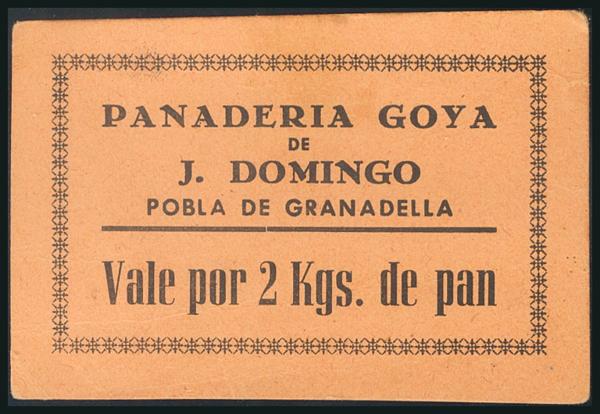 PANADERIA GOYA
DE
J. DOMINGO
POBLA DE GRANADELLA
Vale por 2 Kgs. de pan